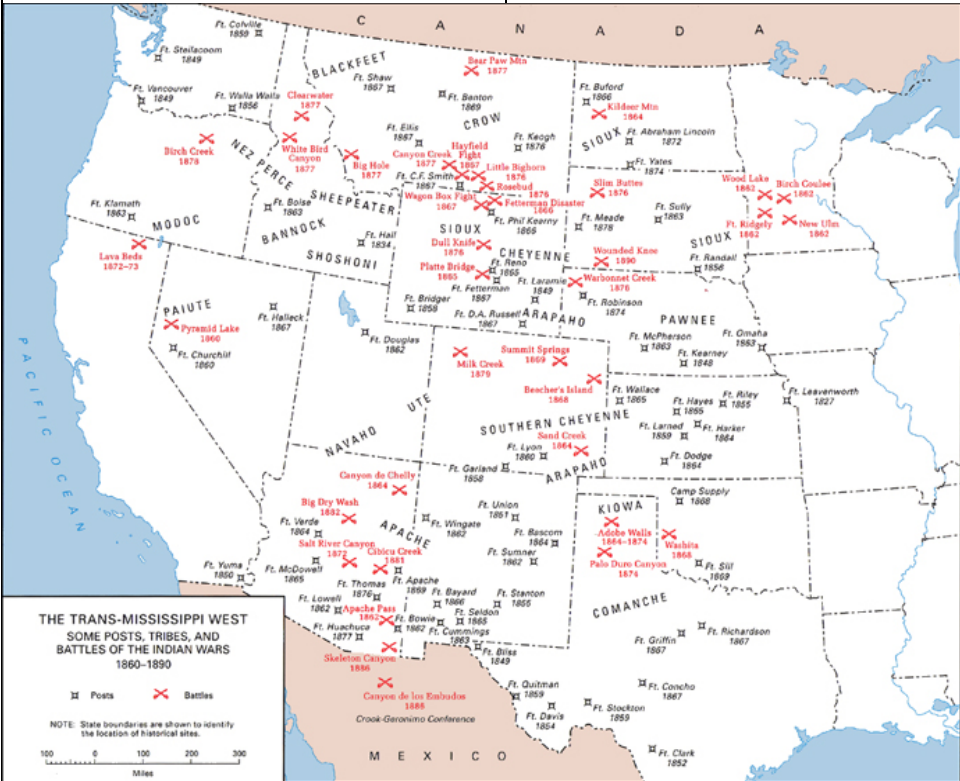 C A N A D A
Ft. Colville
1859
Ft. Steilacoom
1849
BLACKFEET
Bear Paw Mtn
1877
Ft. Shaw
1867
Ft. Buford
1866
Ft. Vancouver
1849
Ft. Walla Walla
1856
Clearwater
1877
Ft. Benton
1869
Kildeer Mtn
1864
CROW
Ft. Ellis
1867
Ft. Keogh
1876
SIOUX
Ft. Abraham Lincoln
1872
Birch Creek
1878
NEZ PERCE
White Bird
Canyon
1877
Big Hole
1877
Canyon Creek
1877
Hayfield
Fight
1867
Ft. Yates
1874
Little Bighorn
1876
Ft. C.F. Smith
1867
Rosebud
1876
Slim Buttes
1876
Wood Lake
1862
Birch Coulee
1862
SHEEPEATER
Wagon Box Fight
1867
Fetterman Disaster
1866
Ft. Klamath
1863
Ft. Boise
1863
Ft. Phil Kearny
1866
Ft. Meade
1878
Ft. Sully
1863
Ft. Ridgely
1862
New Ulm
1862
MODOC
BANNOCK
Ft. Hall
1834
SIOUX
SIOUX
Dull Knife
1876
CHEYENNE
Wounded Knee
1890
Lava Beds
1872–73
SHOSHONI
Platte Bridge
1865
Ft. Reno
1865
Ft. Randall
1856
Ft. Laramie
1849
Warbonnet Creek
1876
Ft. Fetterman
1867
Ft. Bridger
1858
Ft. Robinson
1874
PAIUTE
Ft. Halleck
1867
Ft. D.A. Russell
1867
ARAPAHO
PAWNEE
Pyramid Lake
1860
Ft. Churchill
1860
Ft. Douglas
1862
Ft. McPherson
1863
Ft. Omaha
1863
Ft. Kearney
1848
Milk Creek
1879
Summit Springs
1869
Beecher's Island
1868
Ft. Wallace
1865
Ft. Hayes
1865
Ft. Riley
1855
Ft. Leavenworth
1827
PACIFIC OCEAN
UTE
SOUTHERN CHEYENNE
Ft. Larned
1859
Ft. Harker
1864
NAVAHO
Sand Creek
1864
Ft. Lyon
1860
Ft. Dodge
1864
Ft. Garland
1858
ARAPAHO
Canyon de Chelly
1864
Camp Supply
1868
Big Dry Wash
1882
Ft. Union
1851
KIOWA
Ft. Verde
1864
APACHE
Ft. Wingate
1862
Ft. Bascom
1864
Adobe Walls
1864–1874
Washita
1868
Salt River Canyon
1872
Cibicu Creek
1881
Ft. Sumner
1862
Palo Duro Canyon
1874
Ft. Yuma
1850
Ft. McDowell
1865
Ft. Sill
1869
Ft. Thomas
1876
Ft. Apache
1869
Ft. Bayard
1866
Ft. Stanton
1855
COMANCHE
Ft. Lowell
1862
Apache Pass
1862
Ft. Bowie
1862
Ft. Seldon
1865
Ft. Huachuca
1877
Ft. Cummings
1863
Ft. Griffin
1867
Ft. Richardson
1867
Skeleton Canyon
1886
Ft. Bliss
1849
Canyon de los Embudos
1886
Crook-Geronimo Conference
Ft. Quitman
1859
Ft. Concho
1867
Ft. Davis
1854
Ft. Stockton
1859
Ft. Clark
1852
M E X I C O
THE TRANS-MISSISSIPPI WEST
SOME POSTS, TRIBES, AND
BATTLES OF THE INDIAN WARS
1860–1890
Posts
Battles
NOTE: State boundaries are shown to identify
the location of historical sites.
100 0 100 200 300
Miles